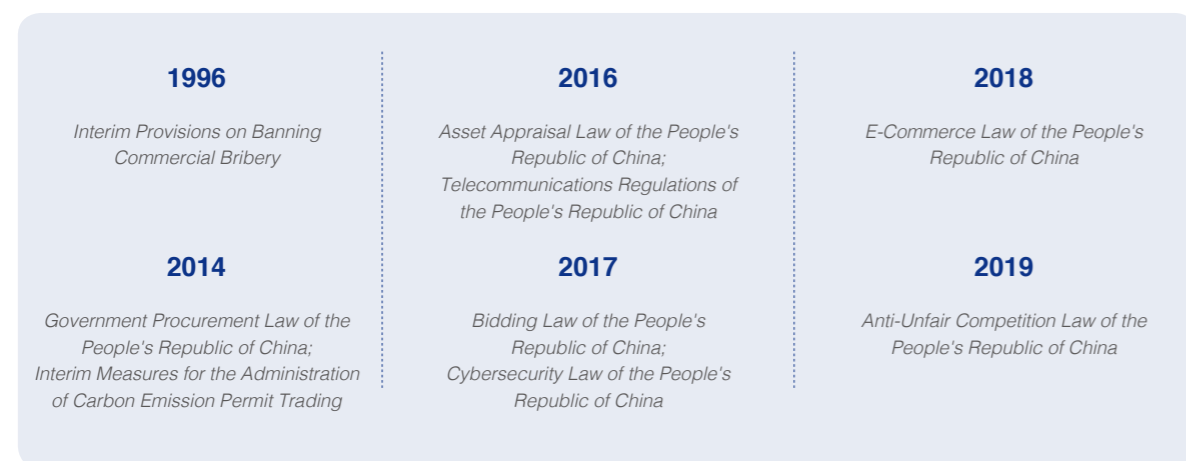 1996
Interim Provisions on Banning
Commercial Bribery
2014
Government Procurement Law of the
People's Republic of China;
Interim Measures for the Administration
of Carbon Emission Permit Trading
2016
Asset Appraisal Law of the People's
Republic of China;
Telecommunications Regulations of
the People's Republic of China
2017
Bidding Law of the People's
Republic of China;
Cybersecurity Law of the People's
Republic of China
2018
E-Commerce Law of the People's
Republic of China
2019
Anti-Unfair Competition Law of the
People's Republic of China